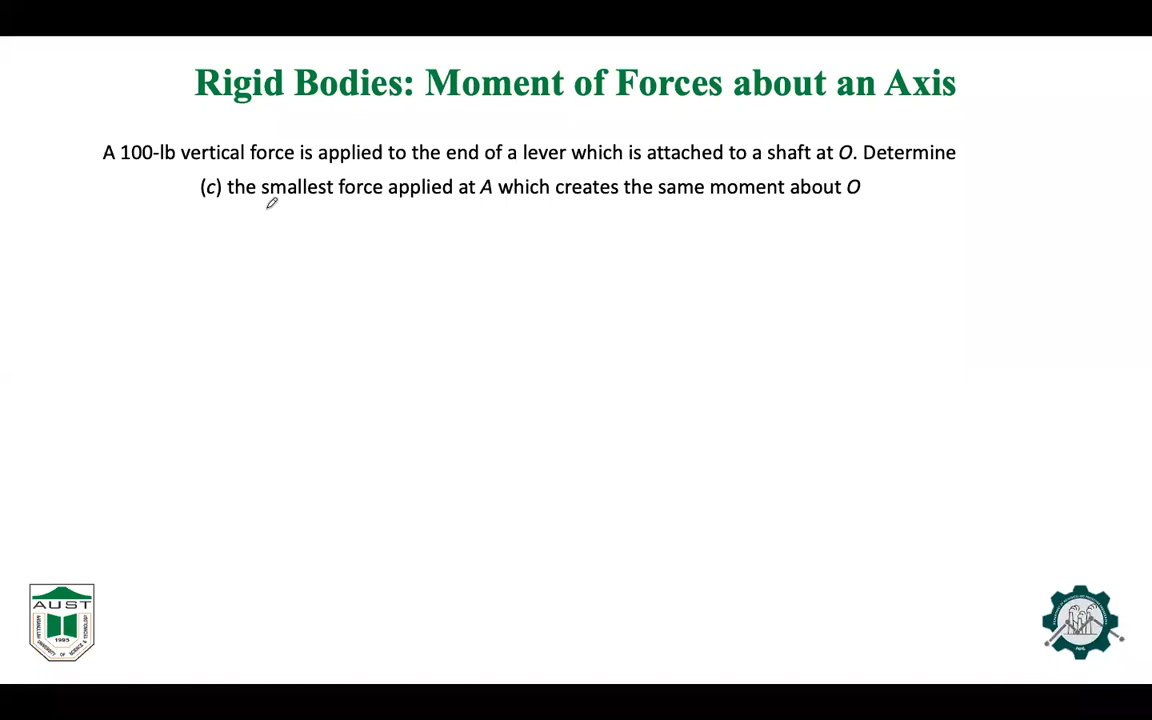 Rigid Bodies: Moment of Forces about an Axis
A 100-lb vertical force is applied to the end of a lever which is attached to a shaft at O. Determine
(c) the smallest force applied at A which creates the same moment about O
AUST
1995